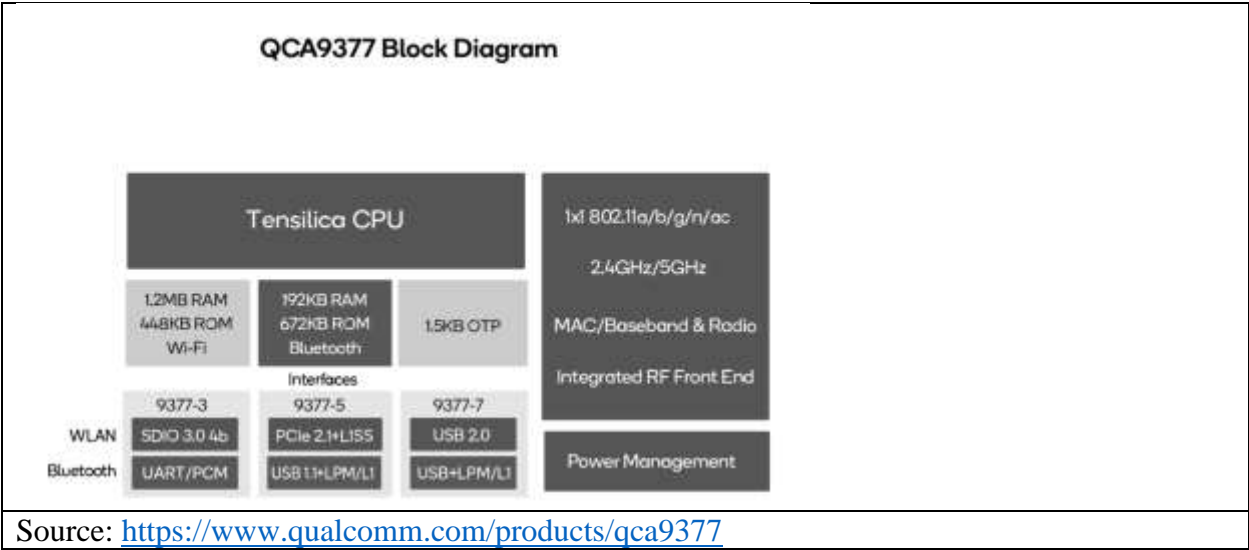 QCA9377 Block Diagram
Tensilica CPU
1x1 802.11a/b/g/n/ac
2.4GHz/5GHz
MAC/Baseband & Radio
Integrated RF Front End
1.2MB RAM
448KB ROM
Wi-Fi
192KB RAM
672KB ROM
Bluetooth
1.5KB OTP
Interfaces
9377-3 9377-5 9377-7
WLAN SDIO 3.0 4b PCIe 2.1+L1SS USB 2.0
Bluetooth UART/PCM USB1.1+LPM/L1 USB+LPM/L1
Power Management
Source: https://www.qualcomm.com/products/qca9377